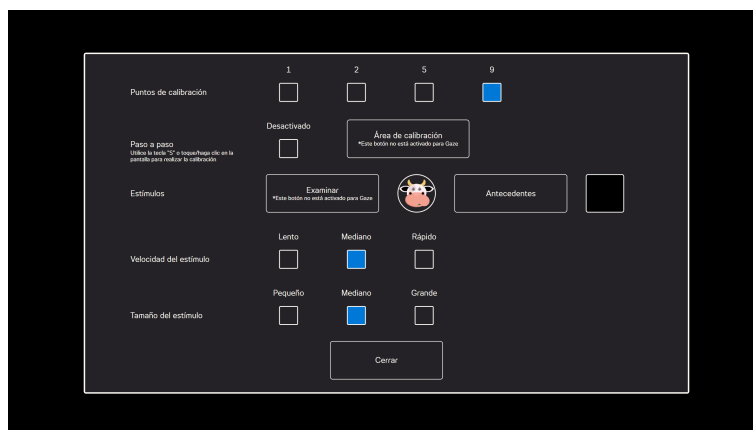 1 2 5 9
Puntos de calibración
Desactivado
Área de calibración
*Este botón no está activado para Gaze
Paso a paso
Utilice la tecla "S" o toque/haga clic en la
pantalla para realizar la calibración
Estímulos
Examinar
*Este botón no está activado para Gaze
Antecedentes
Lento Mediano Rápido
Velocidad del estímulo
Pequeño Mediano Grande
Tamaño del estímulo
Cerrar